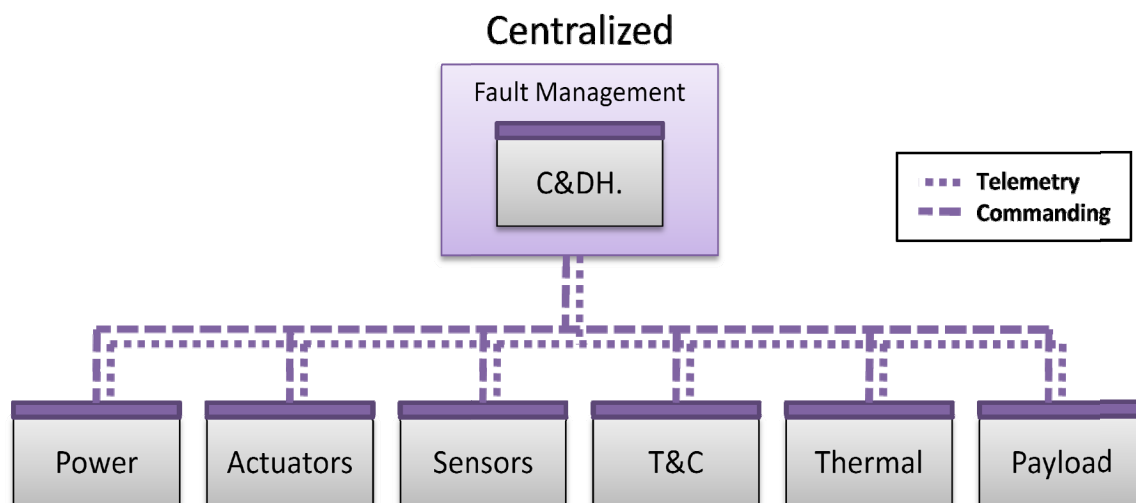 Centralized
Fault Management
C&DH.
Telemetry
Commanding
Power
Actuators
Sensors
T&C
Thermal
Payload